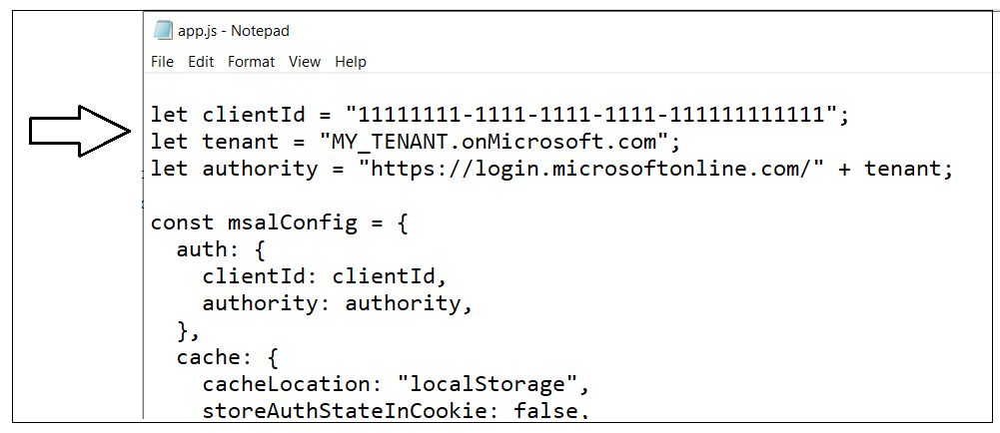 app.js - Notepad
File Edit Format View Help
let clientId = "11111111-1111-1111-1111-111111111111";
let tenant = "MY_TENANT.onMicrosoft.com";
let authority = "https://login.microsoftonline.com/" + tenant;
const msalConfig = {
auth: {
clientId: clientId,
authority: authority,
},
cache: {
cacheLocation: "localStorage",
storeAuthStateInCookie: false,